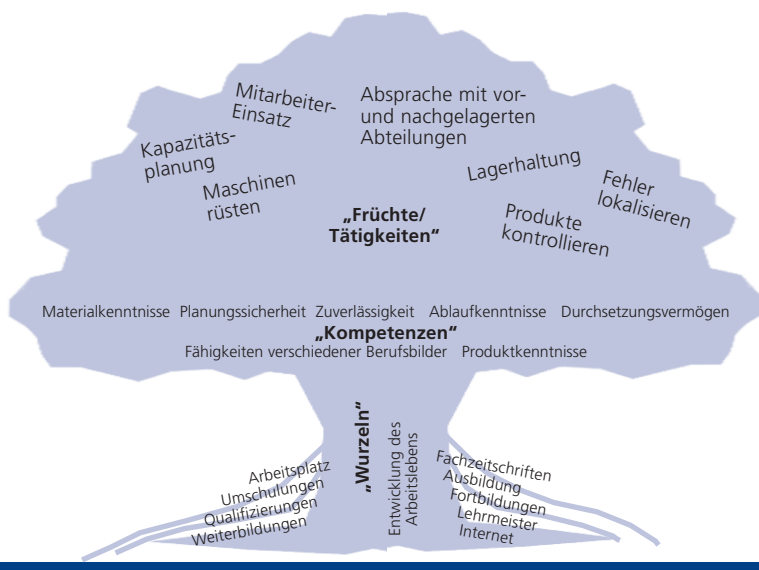 Mitarbeiter-
Einsatz
Absprache mit vor-
und nachgelagerten
Abteilungen
Kapazitäts-
planung
Maschinen
rüsten
Lagerhaltung
Fehler
lokalisieren
Produkte
kontrollieren
„Früchte/
Tätigkeiten“
Materialkenntnisse Planungssicherheit Zuverlässigkeit Ablaufkenntnisse Durchsetzungsvermögen
„Kompetenzen“
Fähigkeiten verschiedener Berufsbilder Produktkenntnisse
„Wurzeln“
Entwicklung des
Arbeitslebens
Arbeitsplatz
Umschulungen
Qualifizierungen
Weiterbildungen
Fachzeitschriften
Ausbildung
Fortbildungen
Lehrmeister
Internet